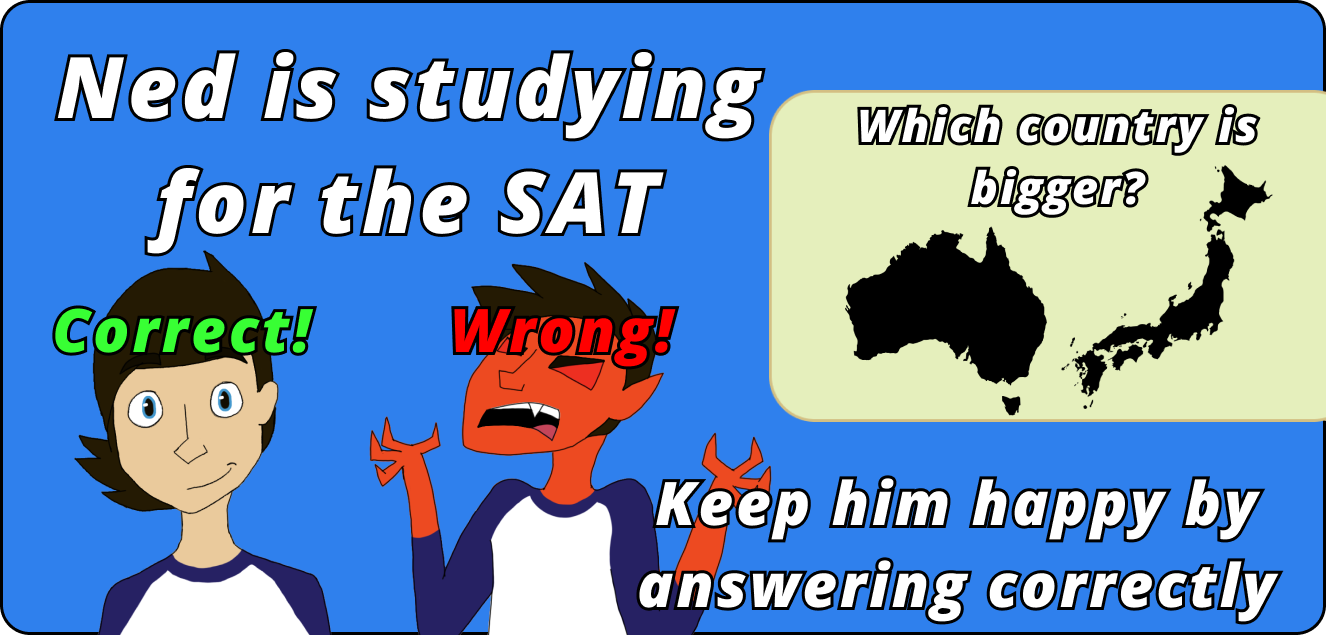 Ned is studying
for the SAT
Correct!
Wrong!
Which country is
bigger?
Keep him happy by
answering correctly